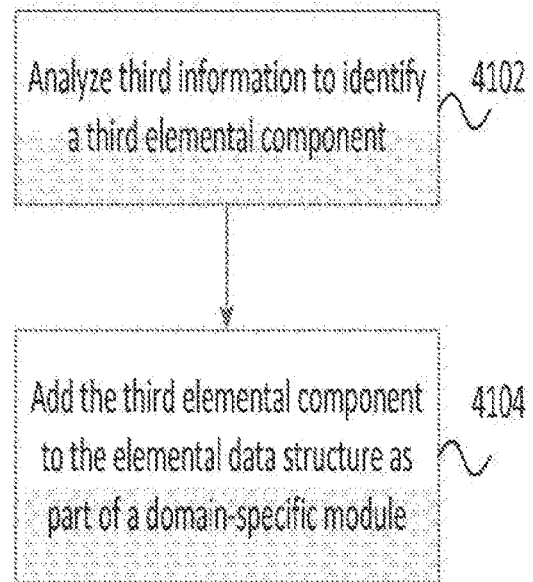 Analyze third information to identify
a third elemental component
4102
Add the third elemental component
to the elemental data structure as
part of a domain-specific module
4104